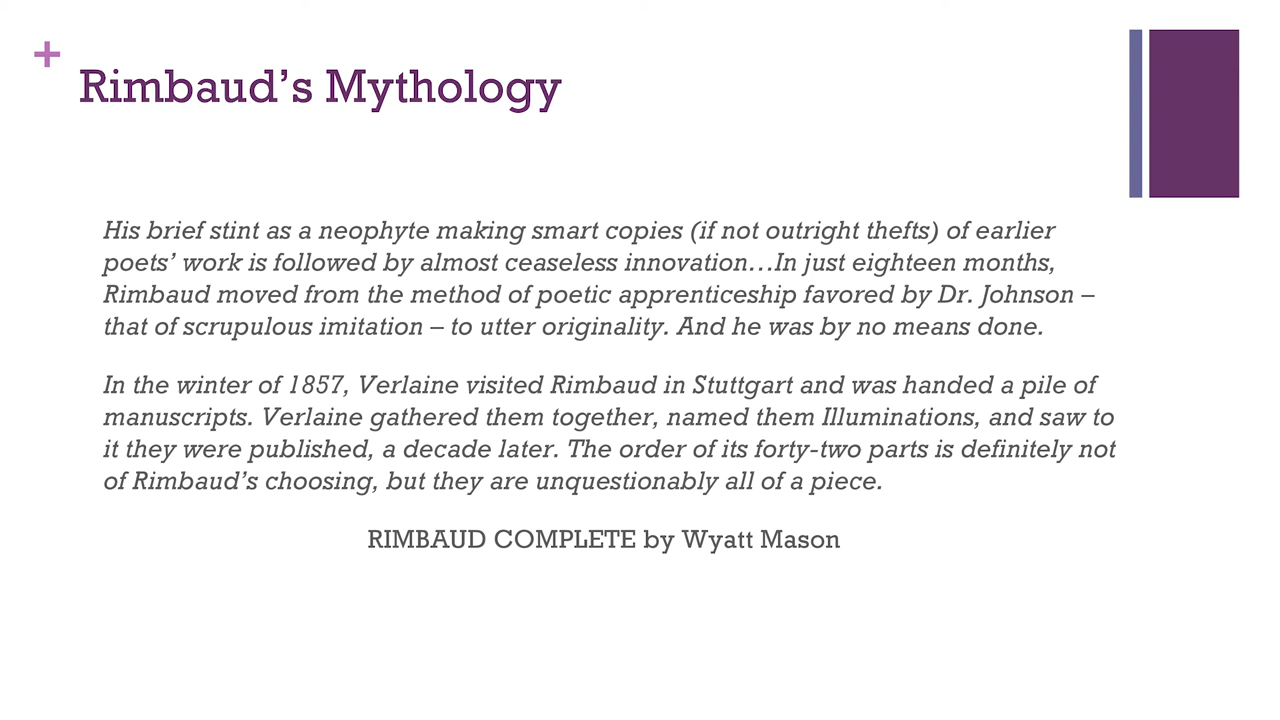 +
Rimbaud’s Mythology
His brief stint as a neophyte making smart copies (if not outright thefts) of earlier
poets’ work is followed by almost ceaseless innovation…In just eighteen months,
Rimbaud moved from the method of poetic apprenticeship favored by Dr. Johnson –
that of scrupulous imitation – to utter originality. And he was by no means done.
In the winter of 1857, Verlaine visited Rimbaud in Stuttgart and was handed a pile of
manuscripts. Verlaine gathered them together, named them Illuminations, and saw to
it they were published, a decade later. The order of its forty-two parts is definitely not
of Rimbaud’s choosing, but they are unquestionably all of a piece.
RIMBAUD COMPLETE by Wyatt Mason